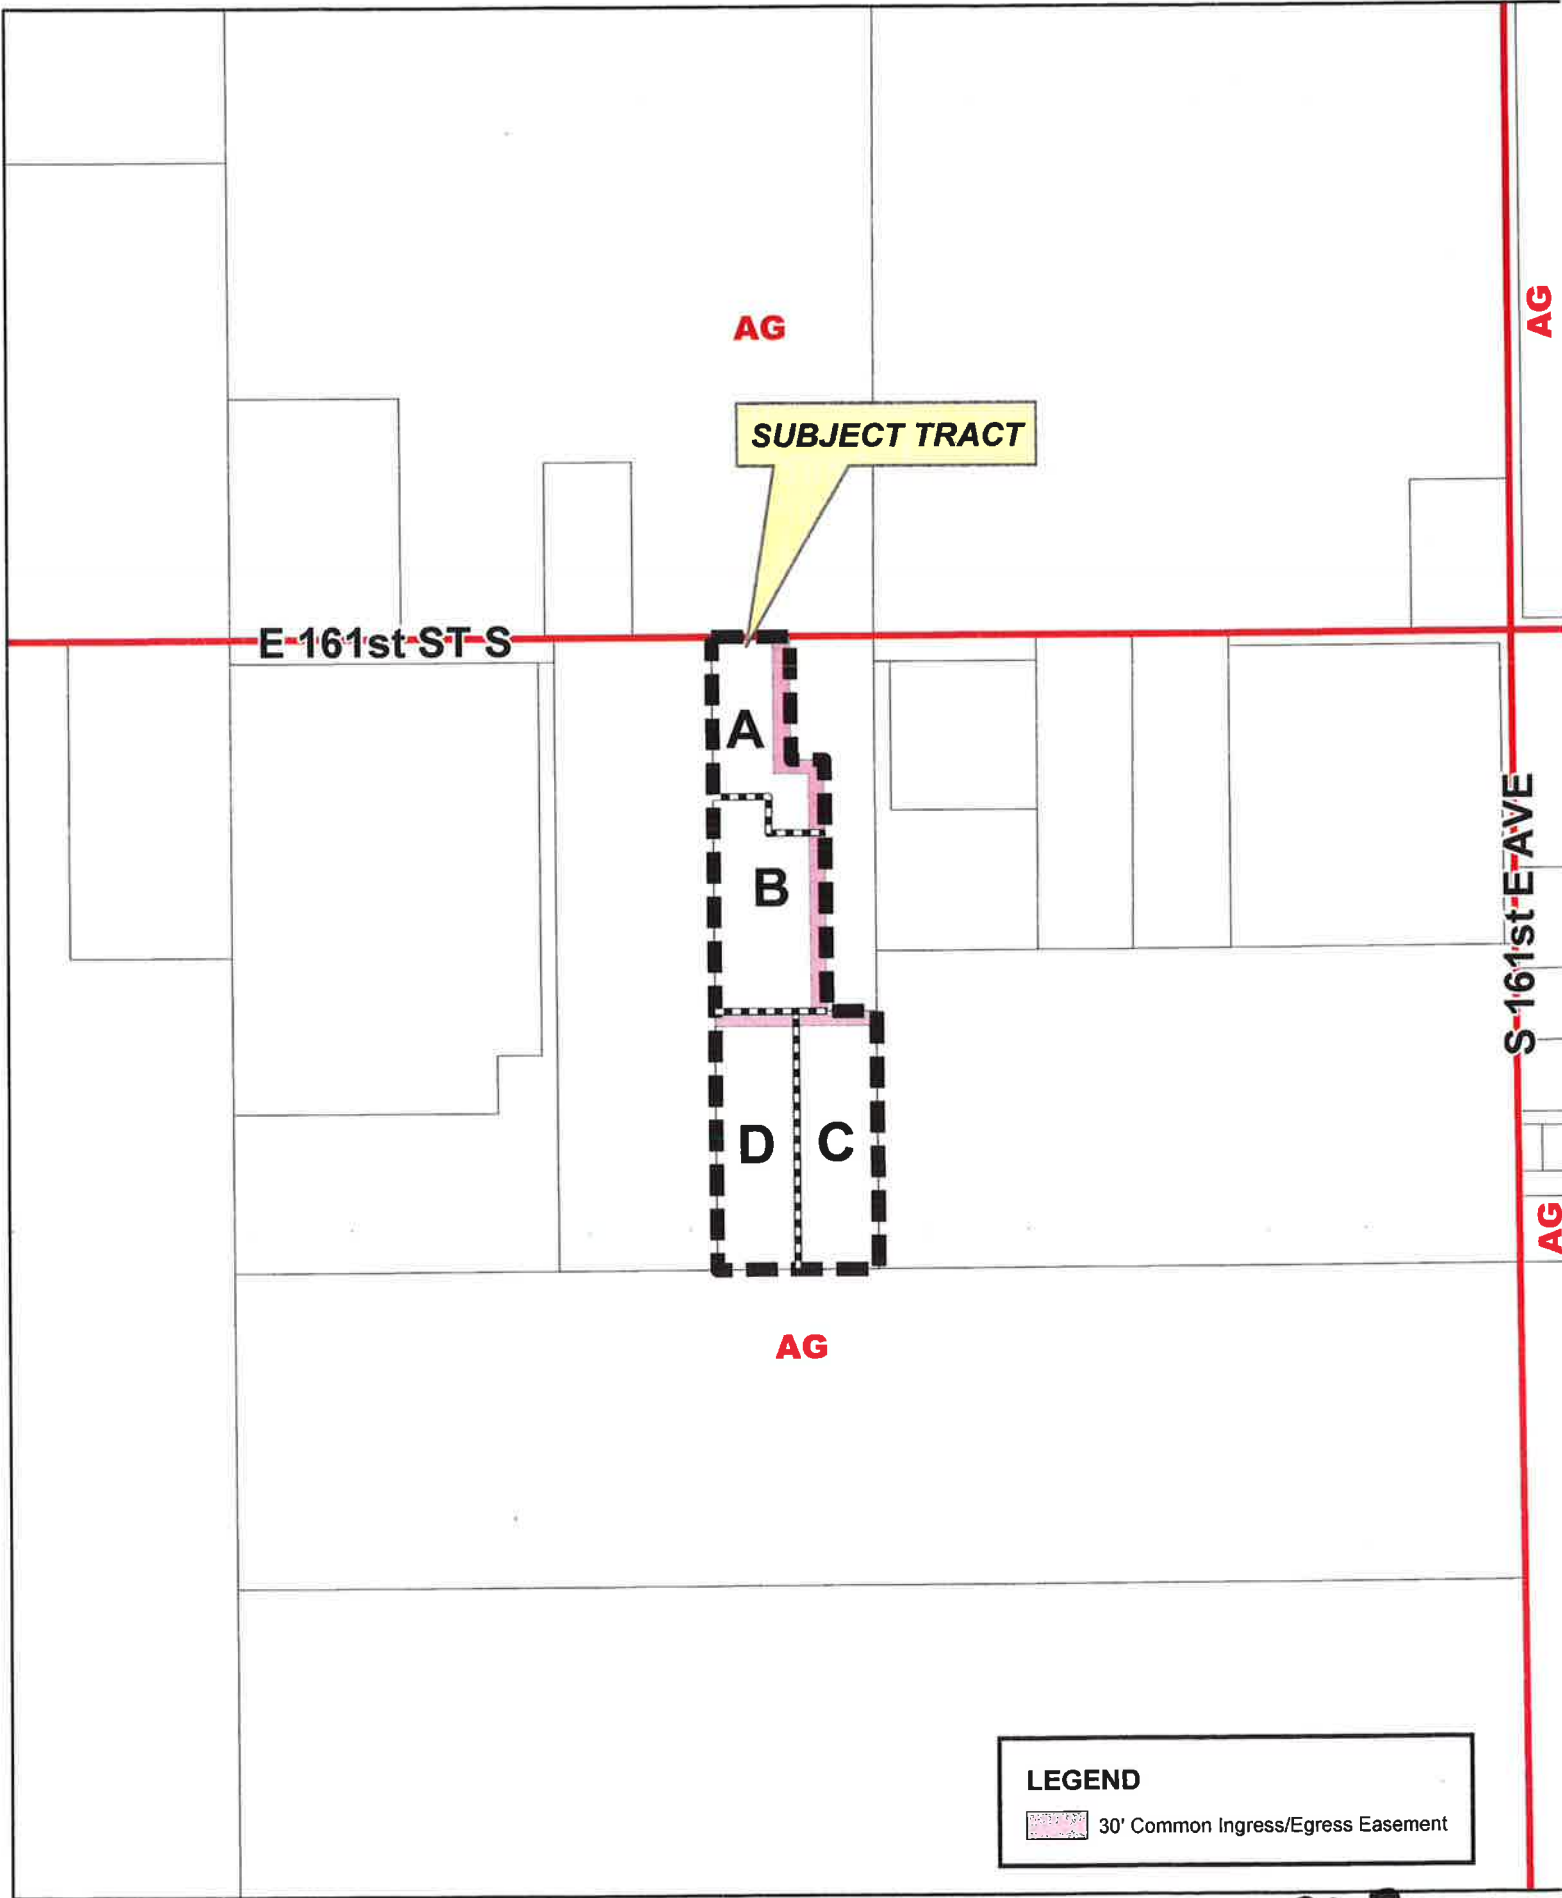 AG
AG
SUBJECT TRACT
E 161st ST S
A
B
S 161st E AVE
D
C
AG
AG
LEGEND
30' Common Ingress/Egress Easement